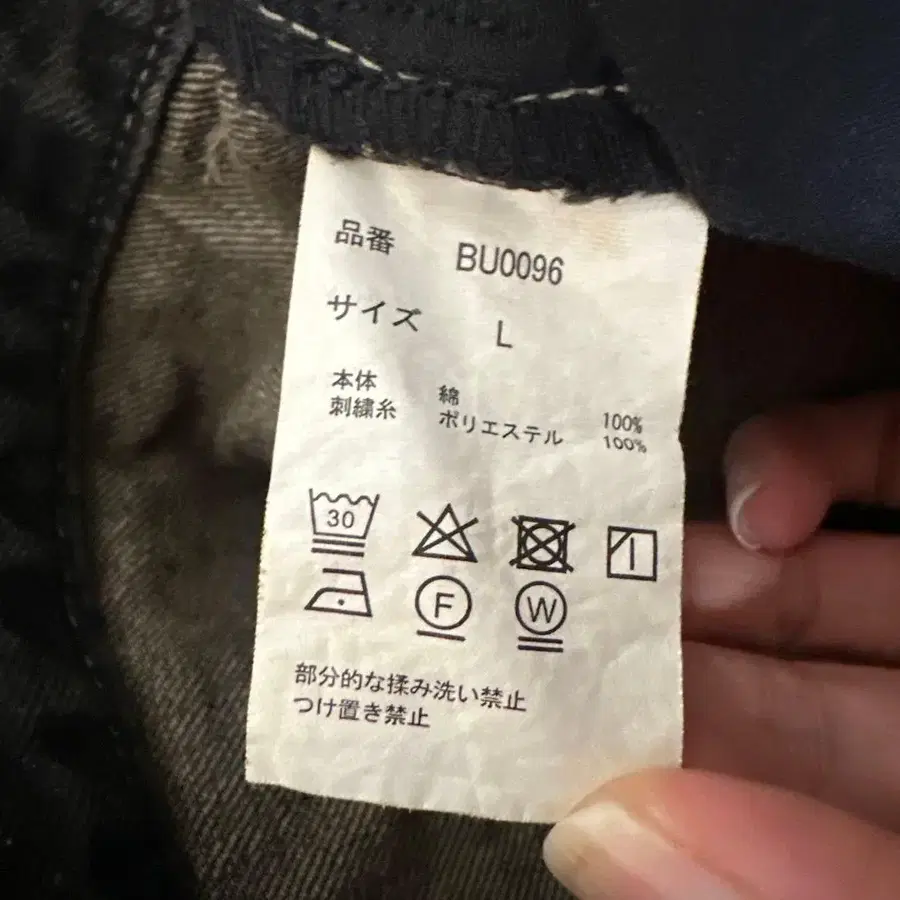 品番 BU0096
サイズ L
本体 綿 100%
刺繍糸 ポリエステル 100%
30
F W
部分的な揉み洗い禁止
つけ置き禁止